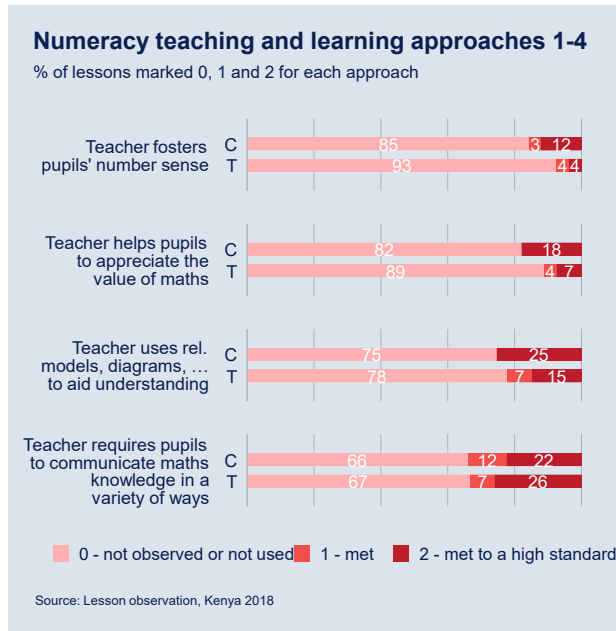 Numeracy teaching and learning approaches 1-4
% of lessons marked 0, 1 and 2 for each approach
Teacher fosters
pupils' number sense
C 85 3 12
T 93 4 4
Teacher helps pupils
to appreciate the
value of maths
C 82 18
T 89 4 7
Teacher uses rel.
models, diagrams, …
to aid understanding
C 75 25
T 78 7 15
Teacher requires pupils
to communicate maths
knowledge in a
variety of ways
C 66 12 22
T 67 7 26
0 - not observed or not used 1 - met 2 - met to a high standard
Source: Lesson observation, Kenya 2018